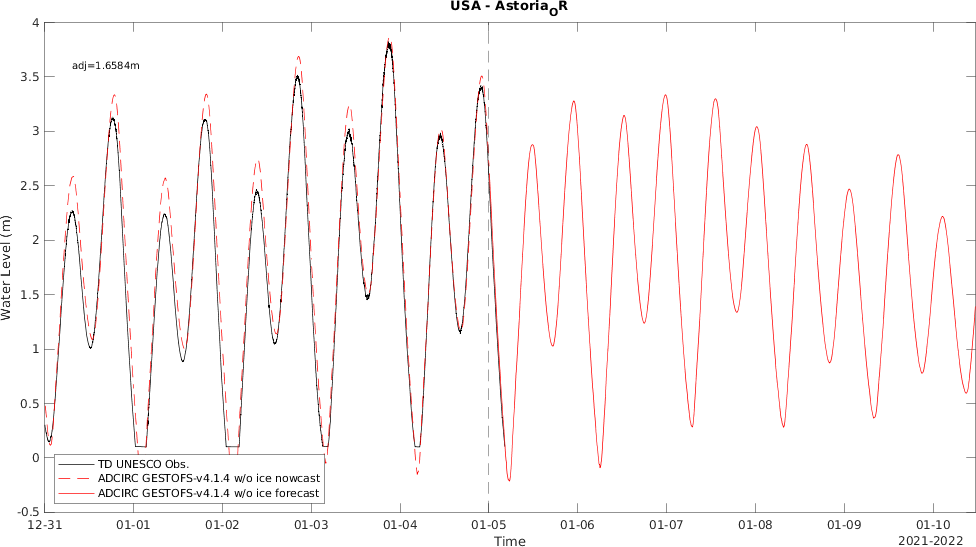 USA - Astoria_OR
4
adj=1.6584m
3.5
3
2.5
2
1.5
1
0.5
0
-0.5
Water Level (m)
TD UNESCO Obs.
ADCIRC GESTOFS-v4.1.4 w/o ice nowcast
ADCIRC GESTOFS-v4.1.4 w/o ice forecast
12-31 01-01 01-02 01-03 01-04 01-05 01-06 01-07 01-08 01-09 01-10
Time
2021-2022